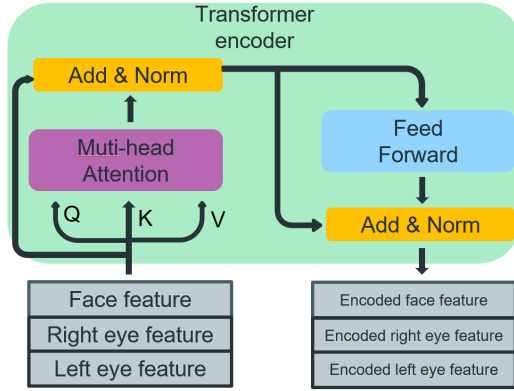 Transformer
encoder
Add & Norm
Muti-head
Attention
Q
K
V
Face feature
Right eye feature
Left eye feature
Feed
Forward
Add & Norm
Encoded face feature
Encoded right eye feature
Encoded left eye feature